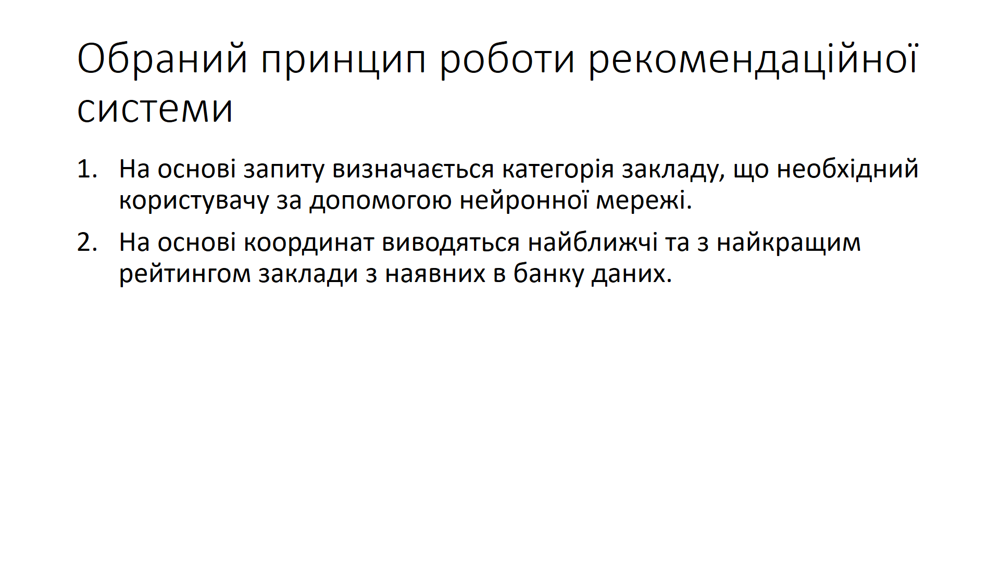 Обраний принцип роботи рекомендаційної
системи
1. На основі запиту визначається категорія закладу, що необхідний
користувачу за допомогою нейронної мережі.
2. На основі координат виводяться найближчі та з найкращим
рейтингом заклади з наявних в банку даних.